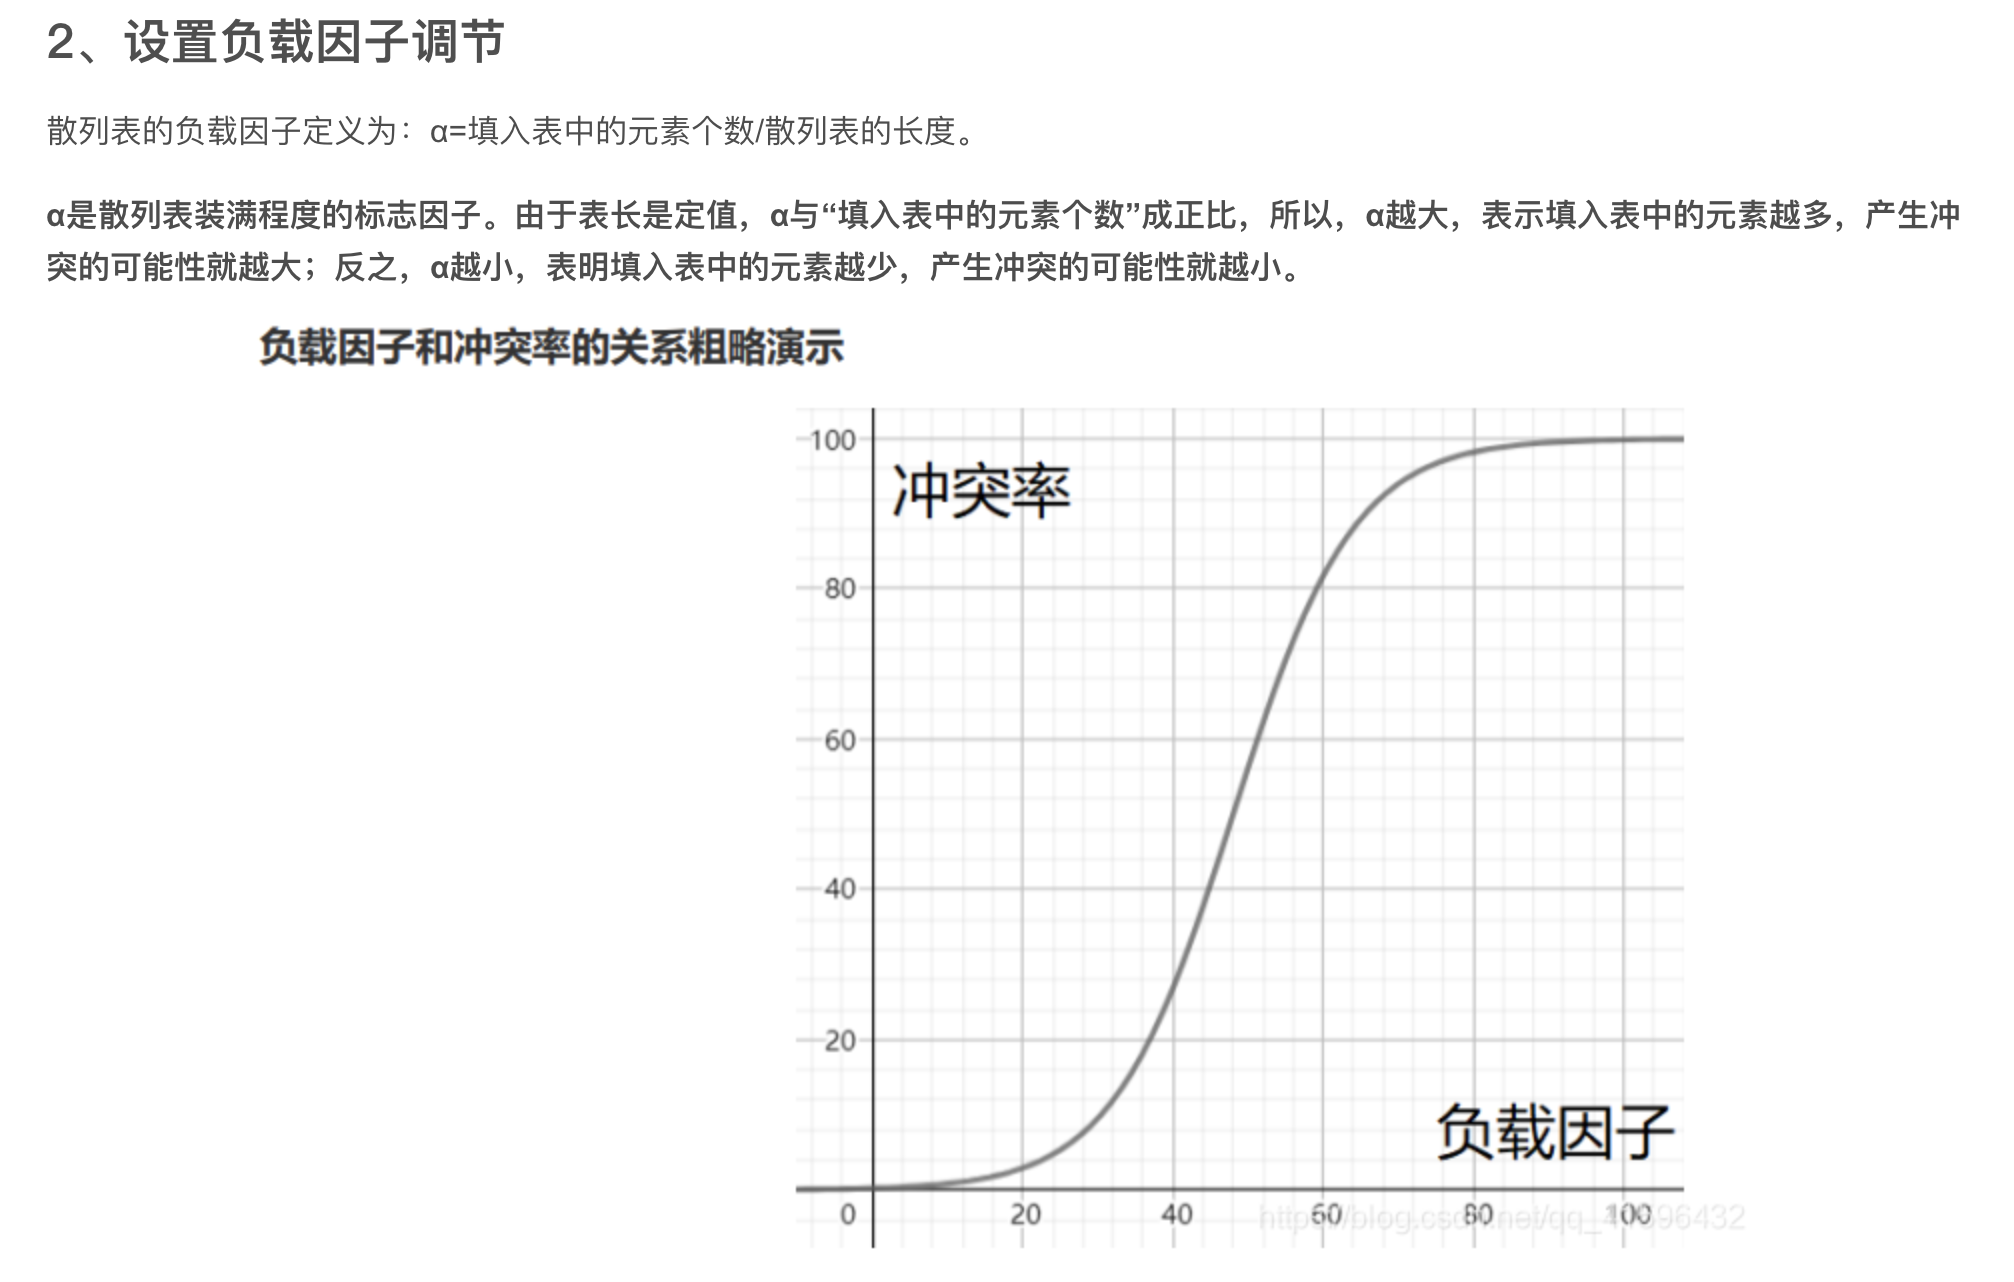 2、设置负载因子调节
散列表的负载因子定义为：α=填入表中的元素个数/散列表的长度。
α是散列表装满程度的标志因子。由于表长是定值，α与“填入表中的元素个数”成正比，所以，α越大，表示填入表中的元素越多，产生冲
突的可能性就越大；反之，α越小，表明填入表中的元素越少，产生冲突的可能性就越小。
负载因子和冲突率的关系粗略演示
100
冲突率
80
60
40
20
负载因子
0 20 40 60 80 100